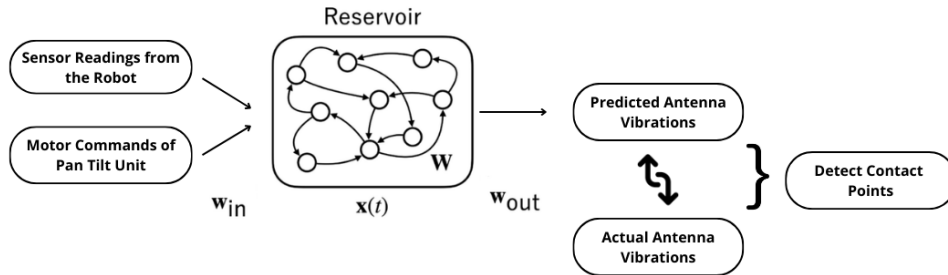 Reservoir
Sensor Readings from
the Robot
Motor Commands of
Pan Tilt Unit
W
w_in
x(t)
w_out
Predicted Antenna
Vibrations
Actual Antenna
Vibrations
Detect Contact
Points